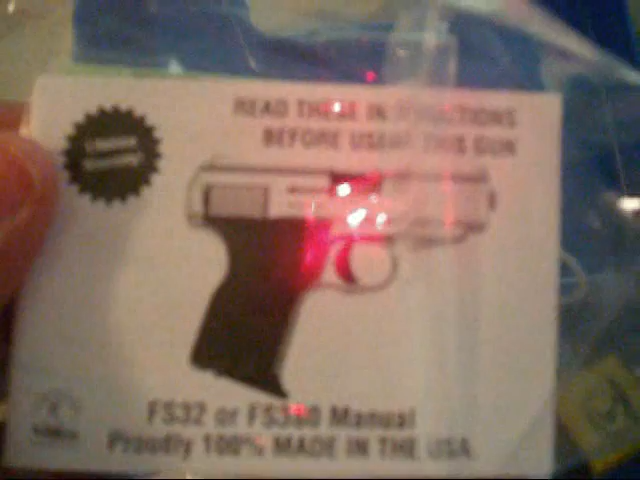 READ THESE INSTRUCTIONS
BEFORE USING THIS GUN
FS32 or FS380 Manual
Proudly 100% MADE IN THE USA